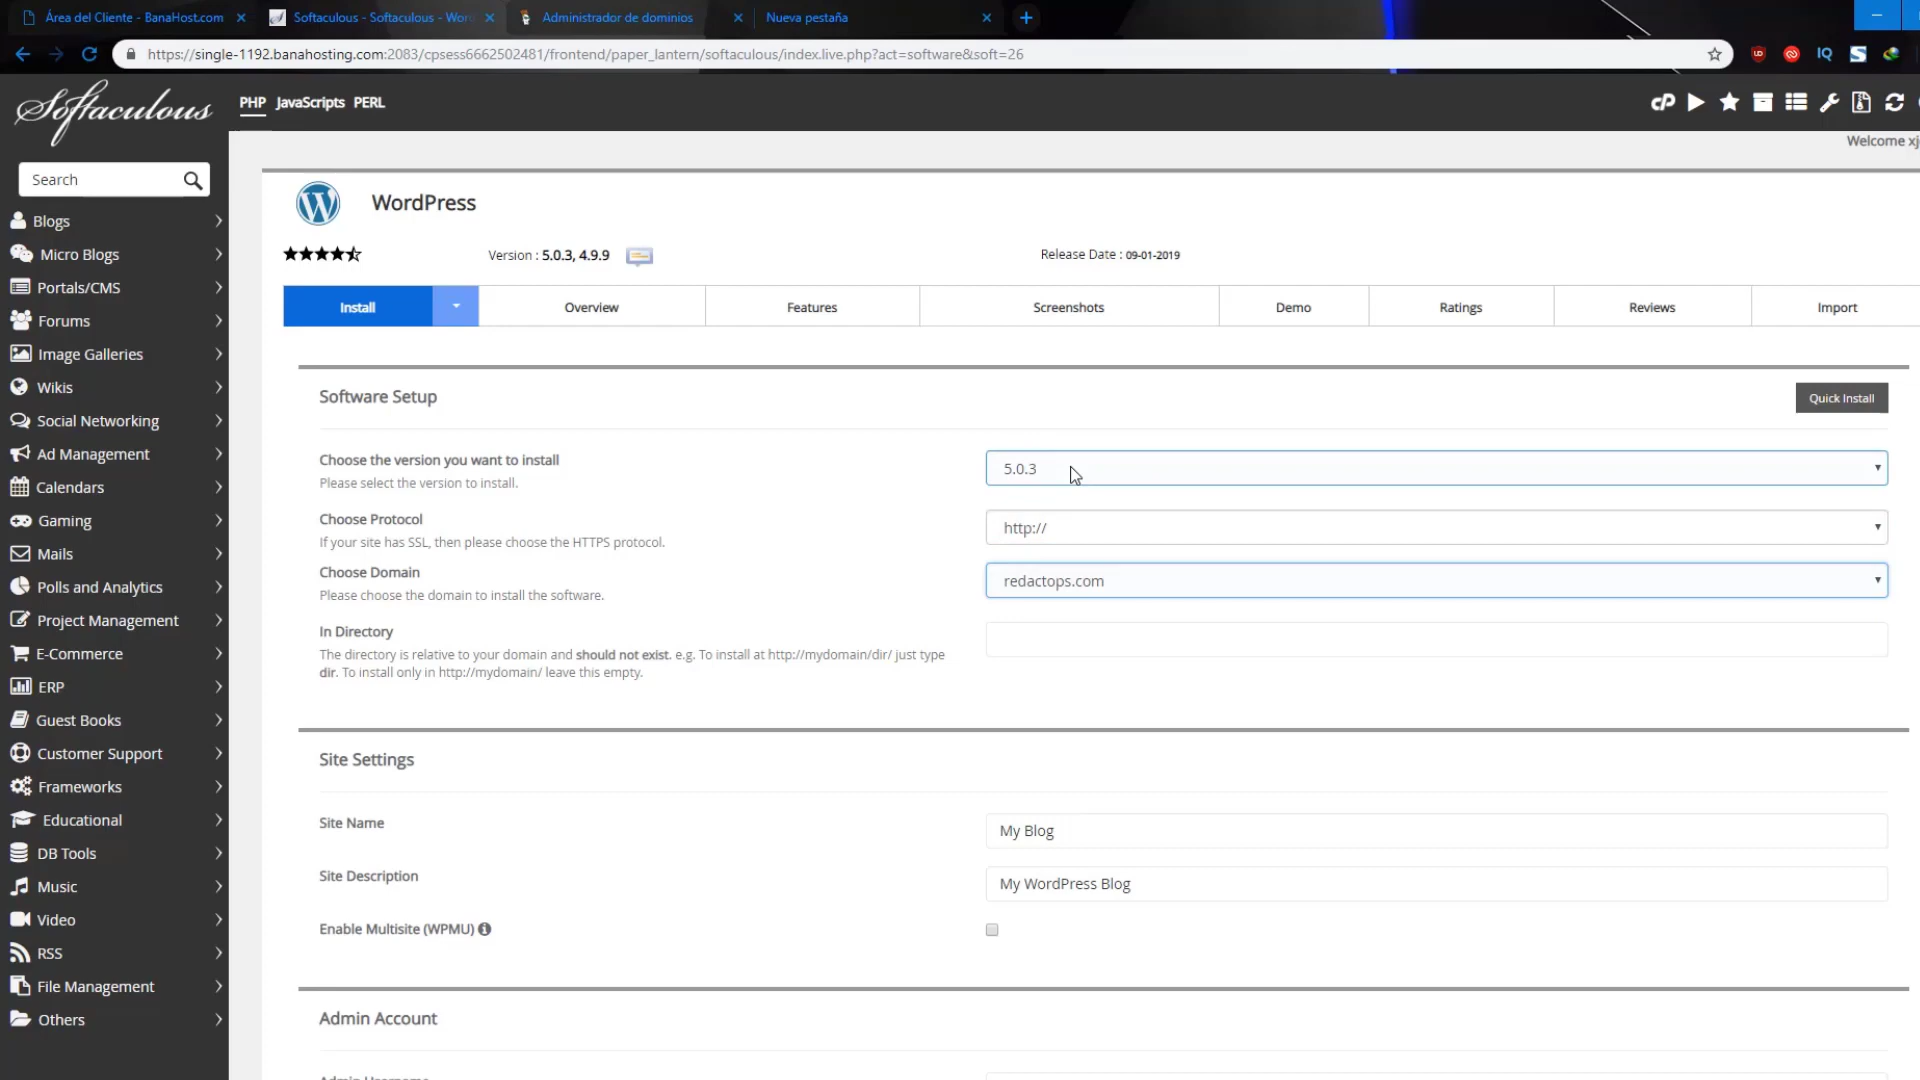 Área del Cliente - BanaHost.com
Softaculous - Softaculous - Wor
Administrador de dominios
Nueva pestaña
https://single-1192.banahosting.com:2083/cpsess6662502481/frontend/paper_lantern/softaculous/index.live.php?act=software&soft=26
IQ
Softaculous
PHP JavaScripts PERL
cP
Welcome xj
Search
Blogs
Micro Blogs
Portals/CMS
Forums
Image Galleries
Wikis
Social Networking
Ad Management
Calendars
Gaming
Mails
Polls and Analytics
Project Management
E-Commerce
ERP
Guest Books
Customer Support
Frameworks
Educational
DB Tools
Music
Video
RSS
File Management
Others
WordPress
Version : 5.0.3, 4.9.9
Release Date : 09-01-2019
Install
Overview
Features
Screenshots
Demo
Ratings
Reviews
Import
Software Setup
Quick Install
Choose the version you want to install
Please select the version to install.
5.0.3
Choose Protocol
If your site has SSL, then please choose the HTTPS protocol.
http://
Choose Domain
Please choose the domain to install the software.
redactops.com
In Directory
The directory is relative to your domain and should not exist. e.g. To install at http://mydomain/dir/ just type
dir. To install only in http://mydomain/ leave this empty.
Site Settings
Site Name
My Blog
Site Description
My WordPress Blog
Enable Multisite (WPMU)
Admin Account
Admin Username